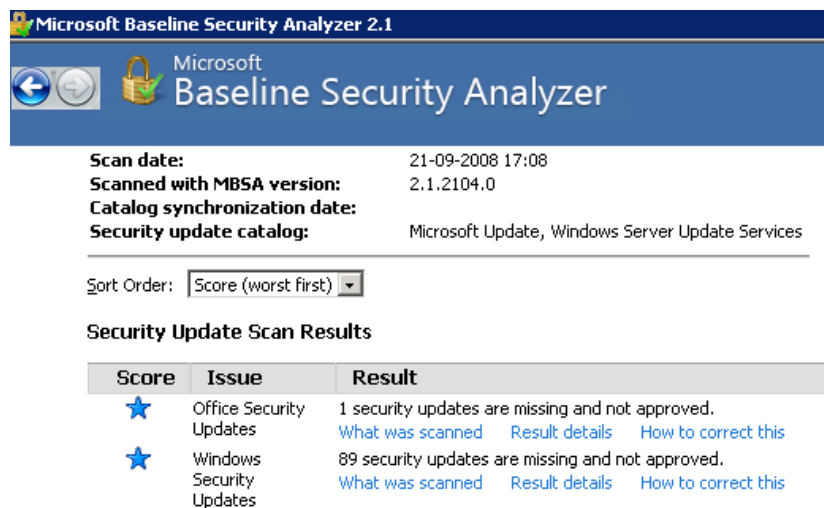 Microsoft Baseline Security Analyzer 2.1
Microsoft
Baseline Security Analyzer
Scan date: 21-09-2008 17:08
Scanned with MBSA version: 2.1.2104.0
Catalog synchronization date:
Security update catalog: Microsoft Update, Windows Server Update Services
Sort Order: Score (worst first)
Security Update Scan Results
Score Issue Result
Office Security 1 security updates are missing and not approved.
Updates What was scanned Result details How to correct this
Windows 89 security updates are missing and not approved.
Security What was scanned Result details How to correct this
Updates